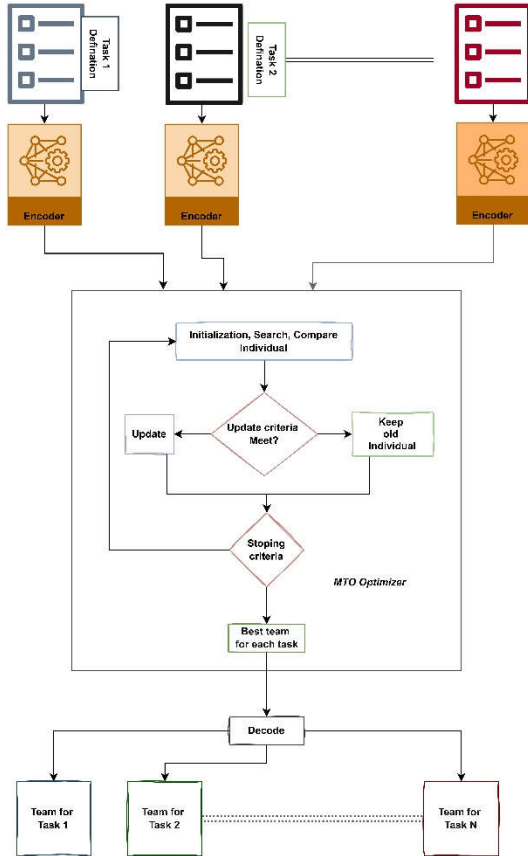 Task 1
Defination
Task 2
Defination
Encoder
Encoder
Encoder
Initialization, Search, Compare
Individual
Update criteria
Meet?
Update
Keep
old
Individual
Stoping
criteria
MTO Optimizer
Best team
for each task
Decode
Team for
Task 1
Team for
Task 2
Team for
Task N